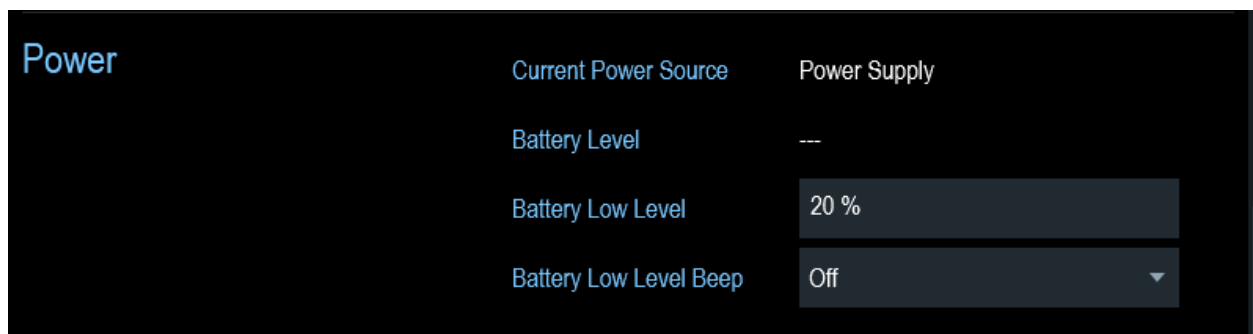 Power
Current Power Source Power Supply
Battery Level ---
Battery Low Level 20 %
Battery Low Level Beep Off